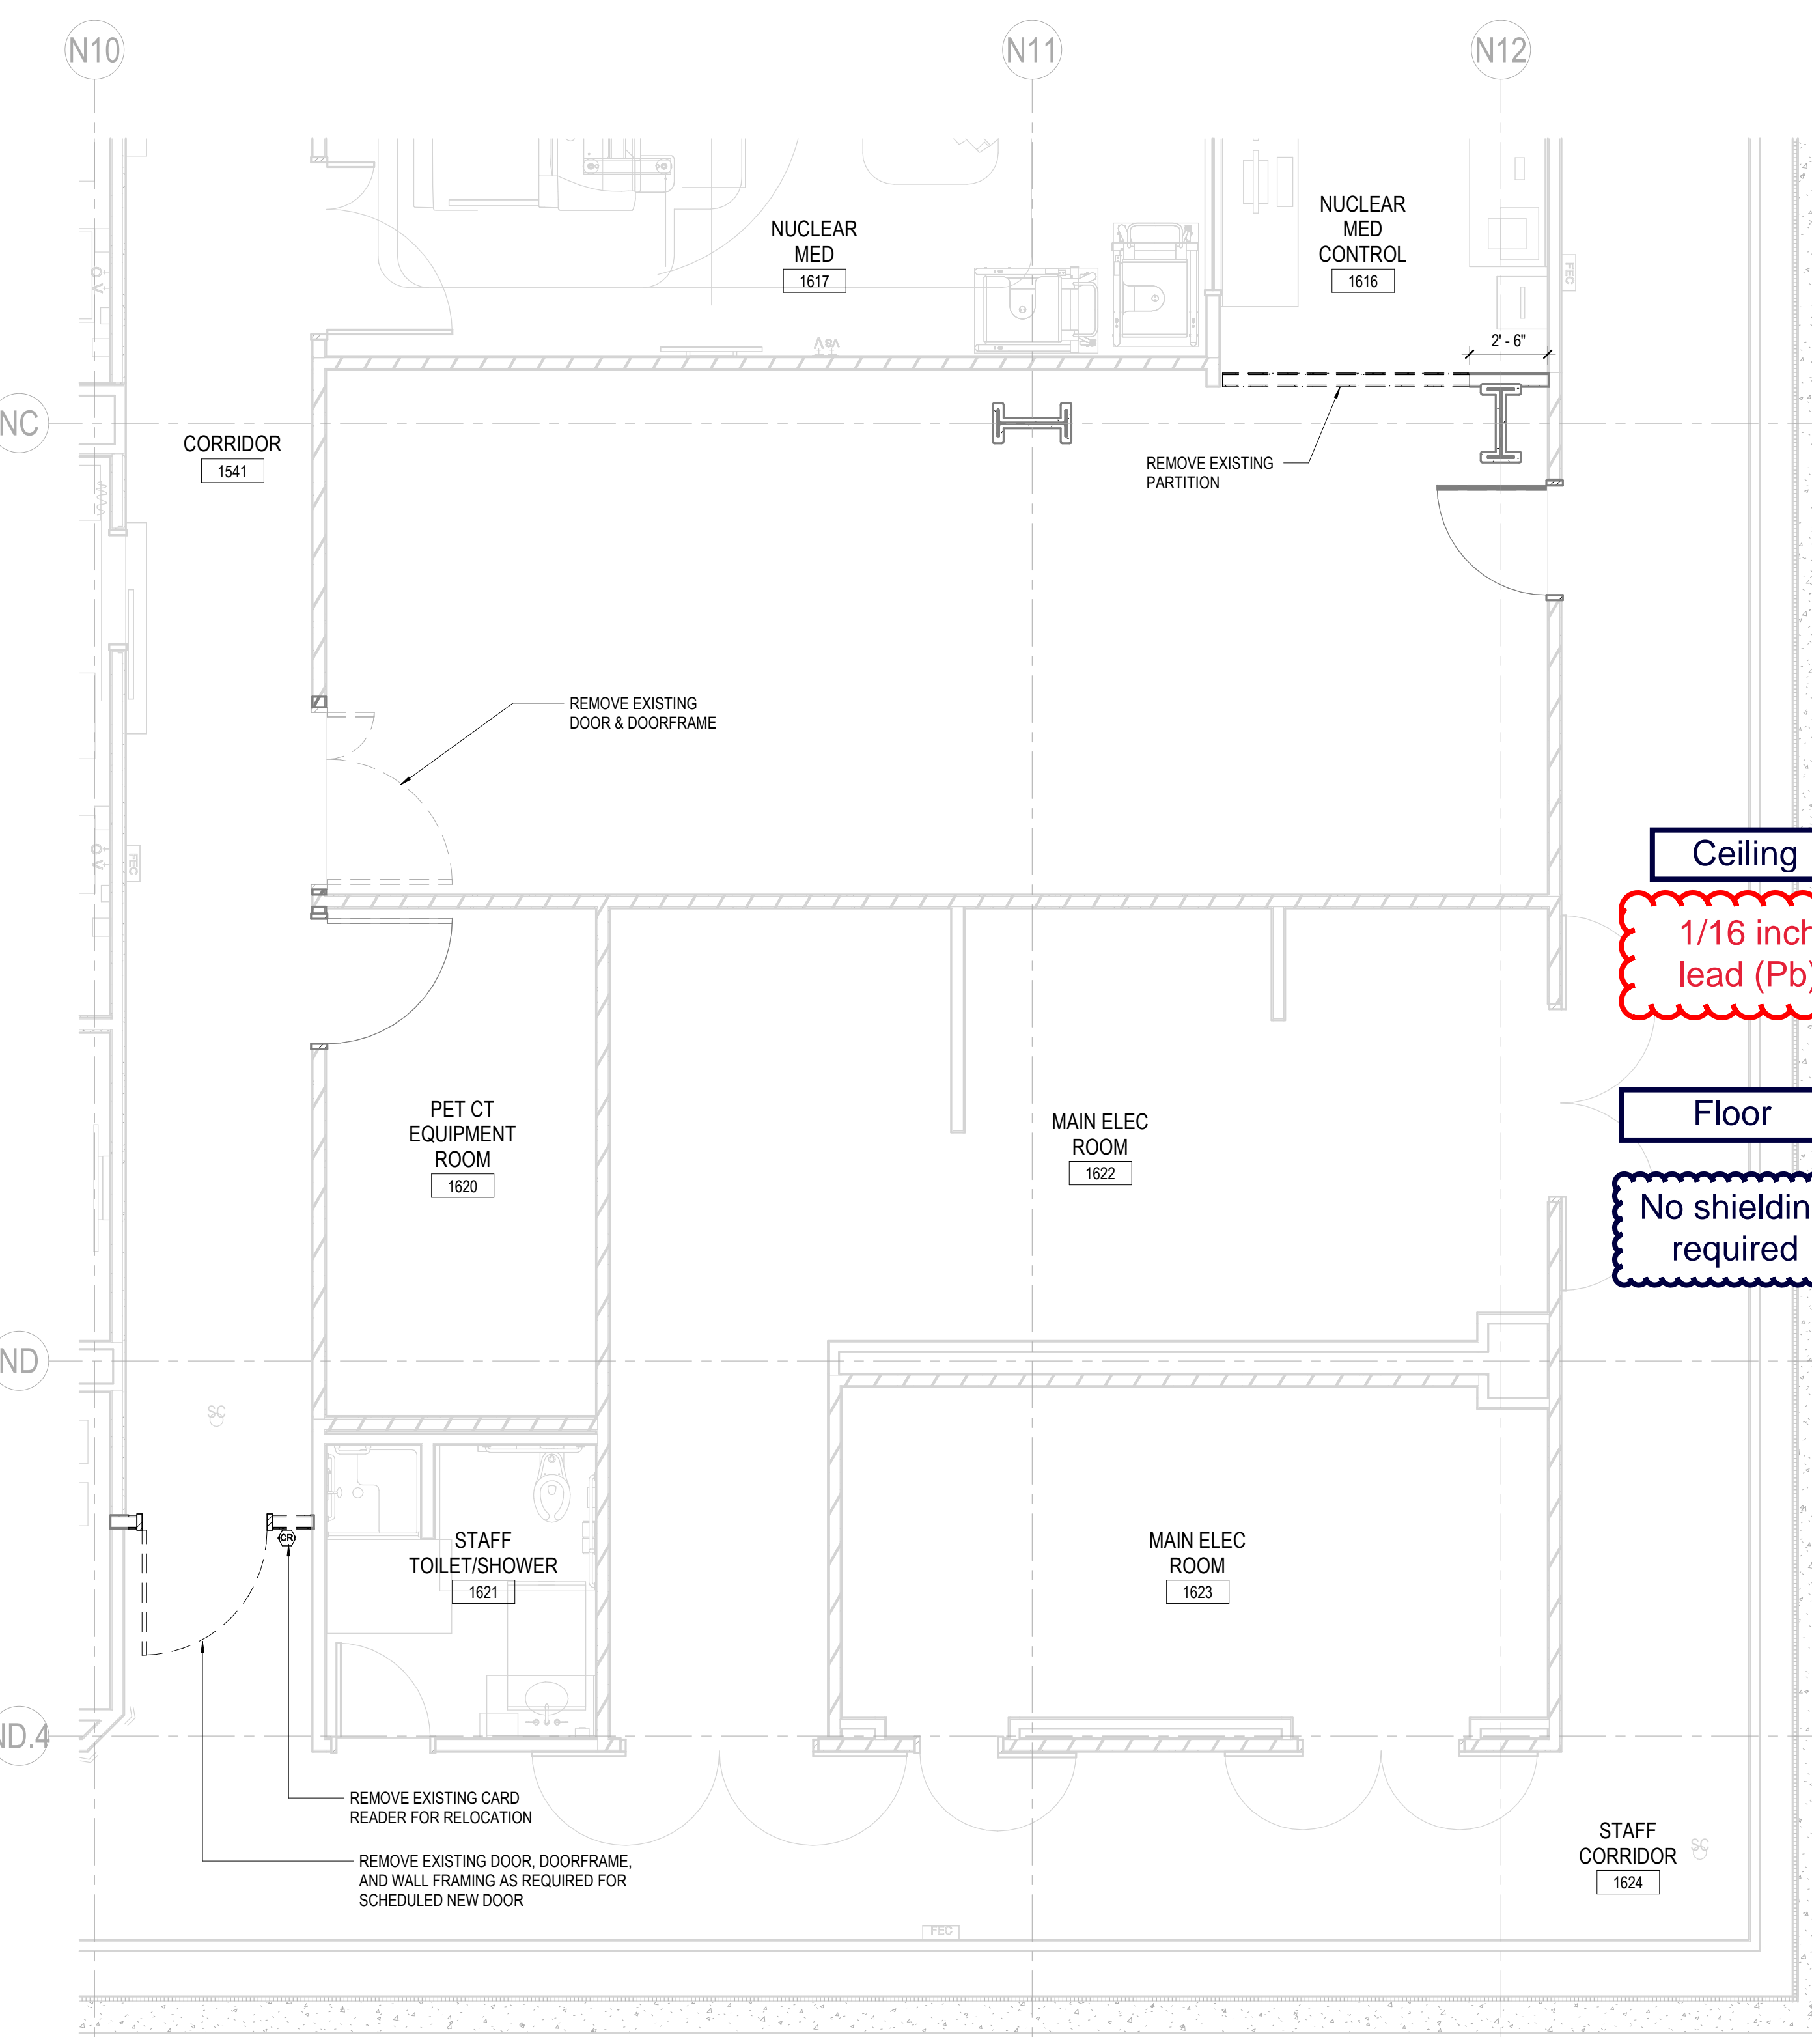 N10
N11
N12
NUCLEAR
MED
1617
NUCLEAR
MED
CONTROL
1616
FEC
2' - 6"
NC
CORRIDOR
1541
REMOVE EXISTING
PARTITION
REMOVE EXISTING
DOOR & DOORFRAME
FEC
Ceiling
1/16 inch
lead (Pb)
Floor
No shieldin
required
PET CT
EQUIPMENT
ROOM
1620
MAIN ELEC
ROOM
1622
ND
SC
CR
STAFF
TOILET/SHOWER
1621
MAIN ELEC
ROOM
1623
ND.4
REMOVE EXISTING CARD
READER FOR RELOCATION
REMOVE EXISTING DOOR, DOORFRAME,
AND WALL FRAMING AS REQUIRED FOR
SCHEDULED NEW DOOR
STAFF
CORRIDOR
1624
SC
FEC